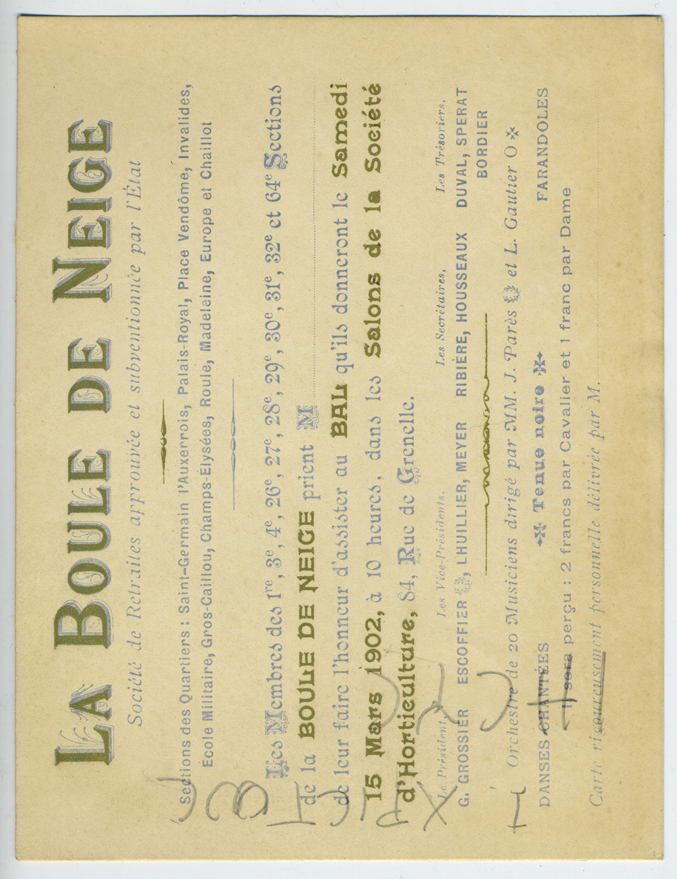 LA BOULE DE NEIGE
Société de Retraites approuvée et subventionnée par l'État
Sections des Quartiers : Saint-Germain l'Auxerrois, Palais-Royal, Place Vendôme, Invalides,
Ecole Militaire, Gros-Caillou, Champs-Élysées, Roule, Madeleine, Europe et Chaillot
Les Membres des 1re, 3e, 4e, 26e, 27e, 28e, 29e, 30e, 31e, 32e et 64e Sections
de la BOULE DE NEIGE prient M
de leur faire l'honneur d'assister au BAL qu'ils donneront le Samedi
15 Mars 1902, à 10 heures, dans les Salons de la Société
d'Horticulture, 84, Rue de Grenelle.
Le Président, Les Vice-Présidents, Les Secrétaires, Les Trésoriers,
G. GROSSIER ESCOFFIER, LHUILLIER, MEYER RIBIÈRE, HOUSSEAUX DUVAL, SPERAT
BORDIER
Orchestre de 20 Musiciens dirigé par MM. J. Parès et L. Gautier O
DANSES CHANTÉES Tenue noire FARANDOLES
Il sera perçu : 2 francs par Cavalier et 1 franc par Dame
Carte rigoureusement personnelle délivrée par M.